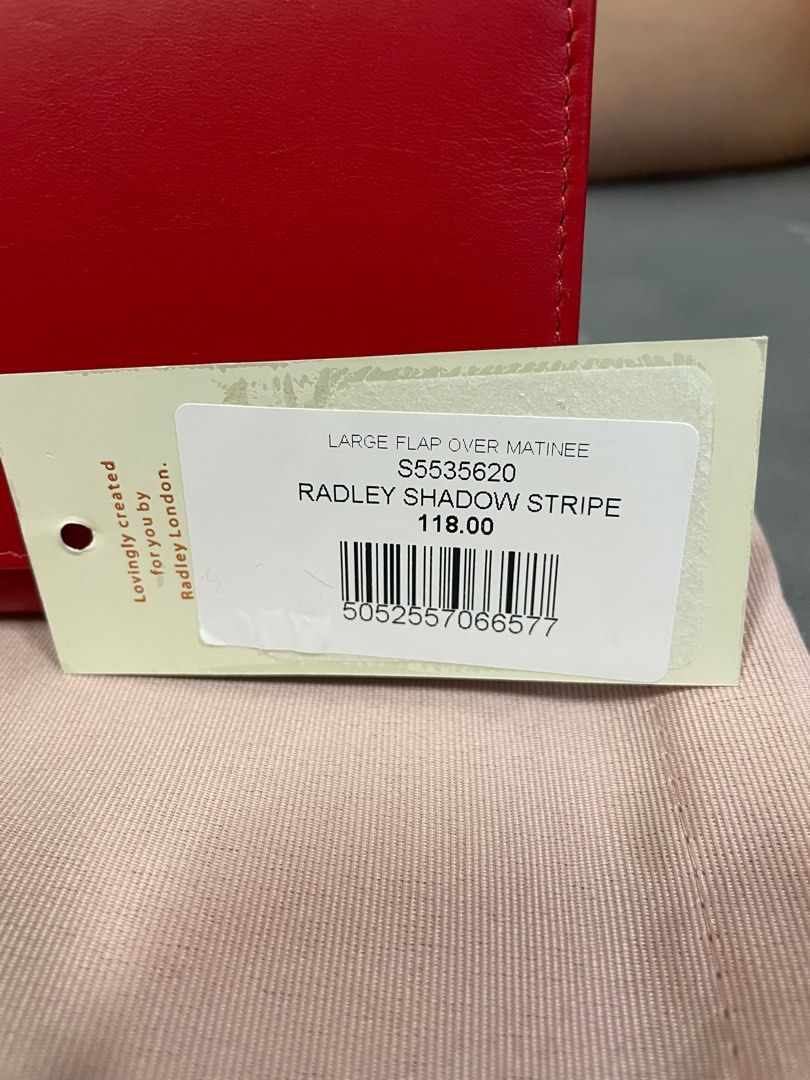 Lovingly created
for you by
Radley London.
LARGE FLAP OVER MATINEE
S5535620
RADLEY SHADOW STRIPE
118.00
5052557066577